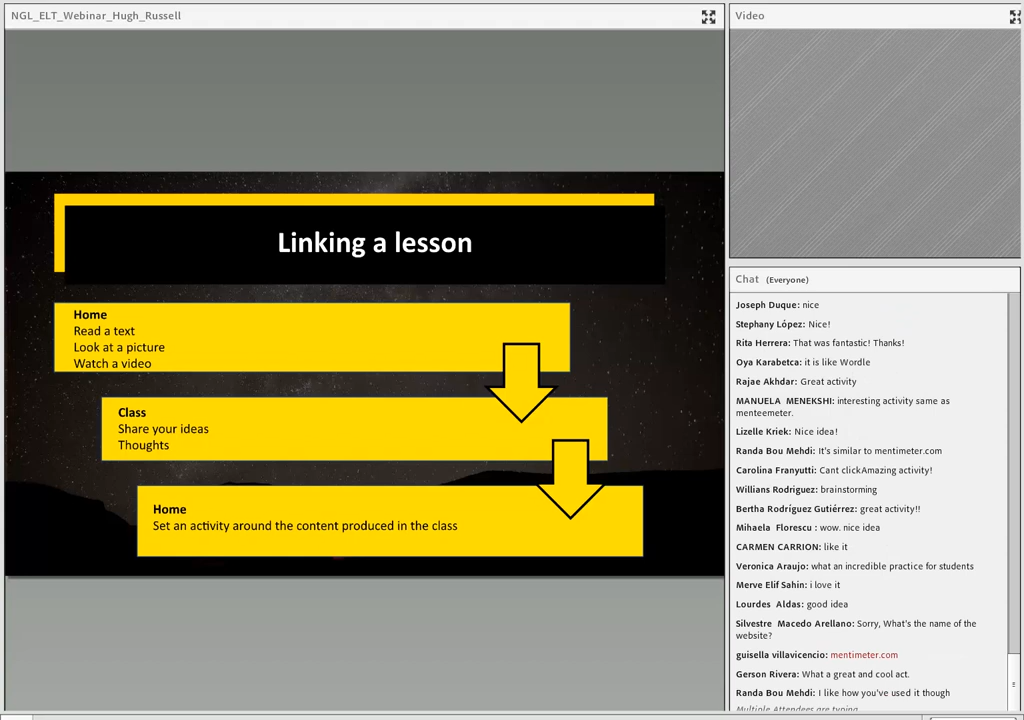 NGL_ELT_Webinar_Hugh_Russell
Linking a lesson
Home
Read a text
Look at a picture
Watch a video
Class
Share your ideas
Thoughts
Home
Set an activity around the content produced in the class
Video
Chat (Everyone)
Joseph Duque: nice
Stephany López: Nice!
Rita Herrera: That was fantastic! Thanks!
Oya Karabetca: it is like Wordle
Rajae Akhdar: Great activity
MANUELA MENEKSHI: interesting activity same as
menteemeter.
Lizelle Kriek: Nice idea!
Randa Bou Mehdi: It's similar to mentimeter.com
Carolina Franyutti: Cant clickAmazing activity!
Willians Rodriguez: brainstorming
Bertha Rodríguez Gutiérrez: great activity!!
Mihaela Florescu : wow. nice idea
CARMEN CARRION: like it
Veronica Araujo: what an incredible practice for students
Merve Elif Sahin: i love it
Lourdes Aldas: good idea
Silvestre Macedo Arellano: Sorry, What's the name of the
website?
guisella villavicencio: mentimeter.com
Gerson Rivera: What a great and cool act.
Randa Bou Mehdi: I like how you've used it though
Multiple Attendees are typing